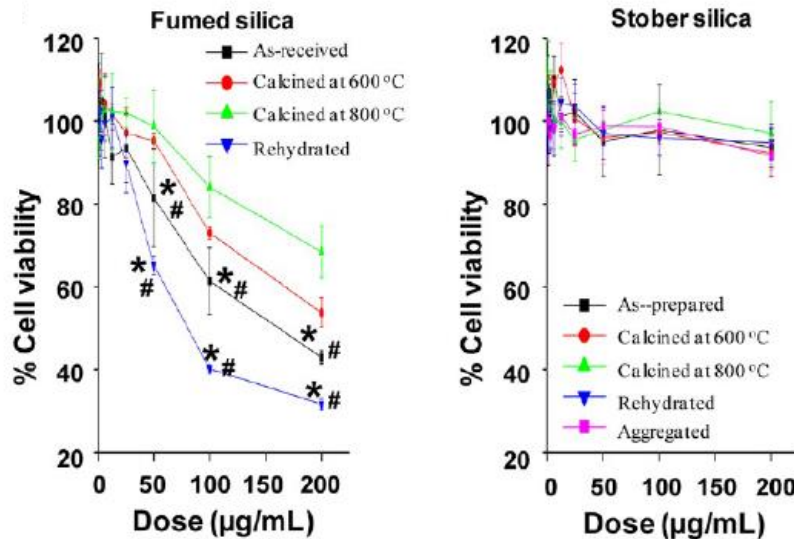 Fumed silica
As-received
Calcined at 600 °C
Calcined at 800 °C
Rehydrated
120
100
80
60
40
20
% Cell viability
*
#
*
#
*#
*#
*#
*#
0 50 100 150 200
Dose (µg/mL)
Stober silica
120
100
80
60
40
20
% Cell viability
As--prepared
Calcined at 600 °C
Calcined at 800 °C
Rehydrated
Aggregated
0 50 100 150 200
Dose (µg/mL)